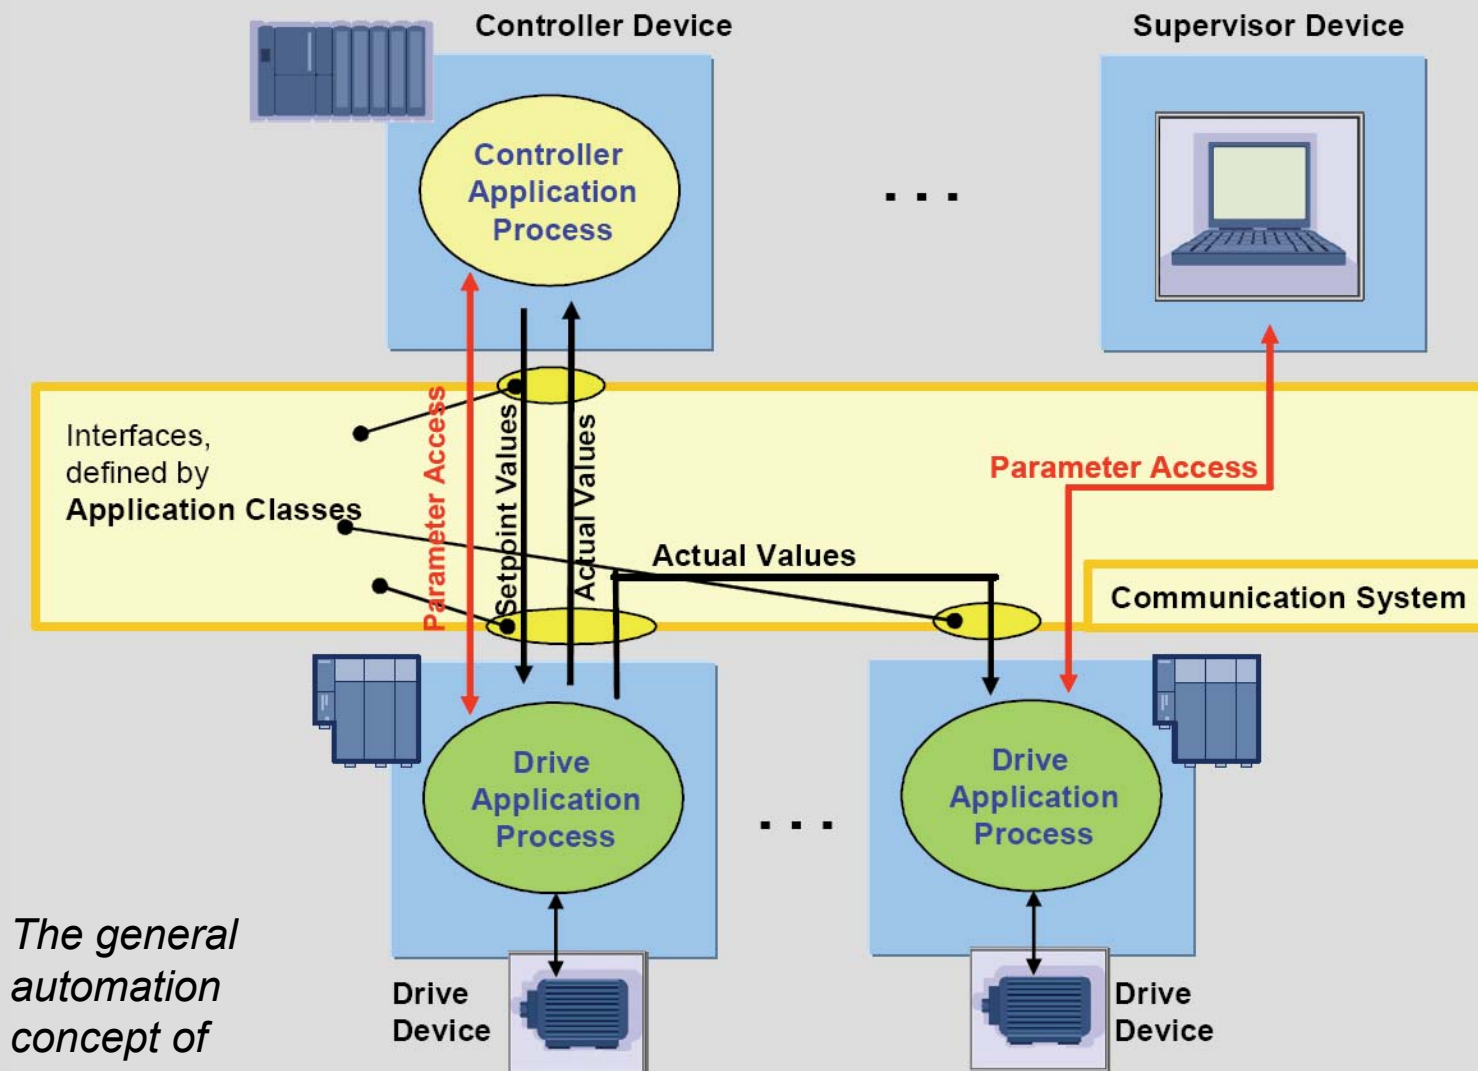 Controller Device
Supervisor Device
Controller
Application
Process
. . .
Interfaces,
defined by
Application Classes
Parameter Access
Setpoint Values
Actual Values
Parameter Access
Actual Values
Communication System
Drive
Application
Process
. . .
Drive
Application
Process
The general
automation
concept of
Drive
Device
Drive
Device